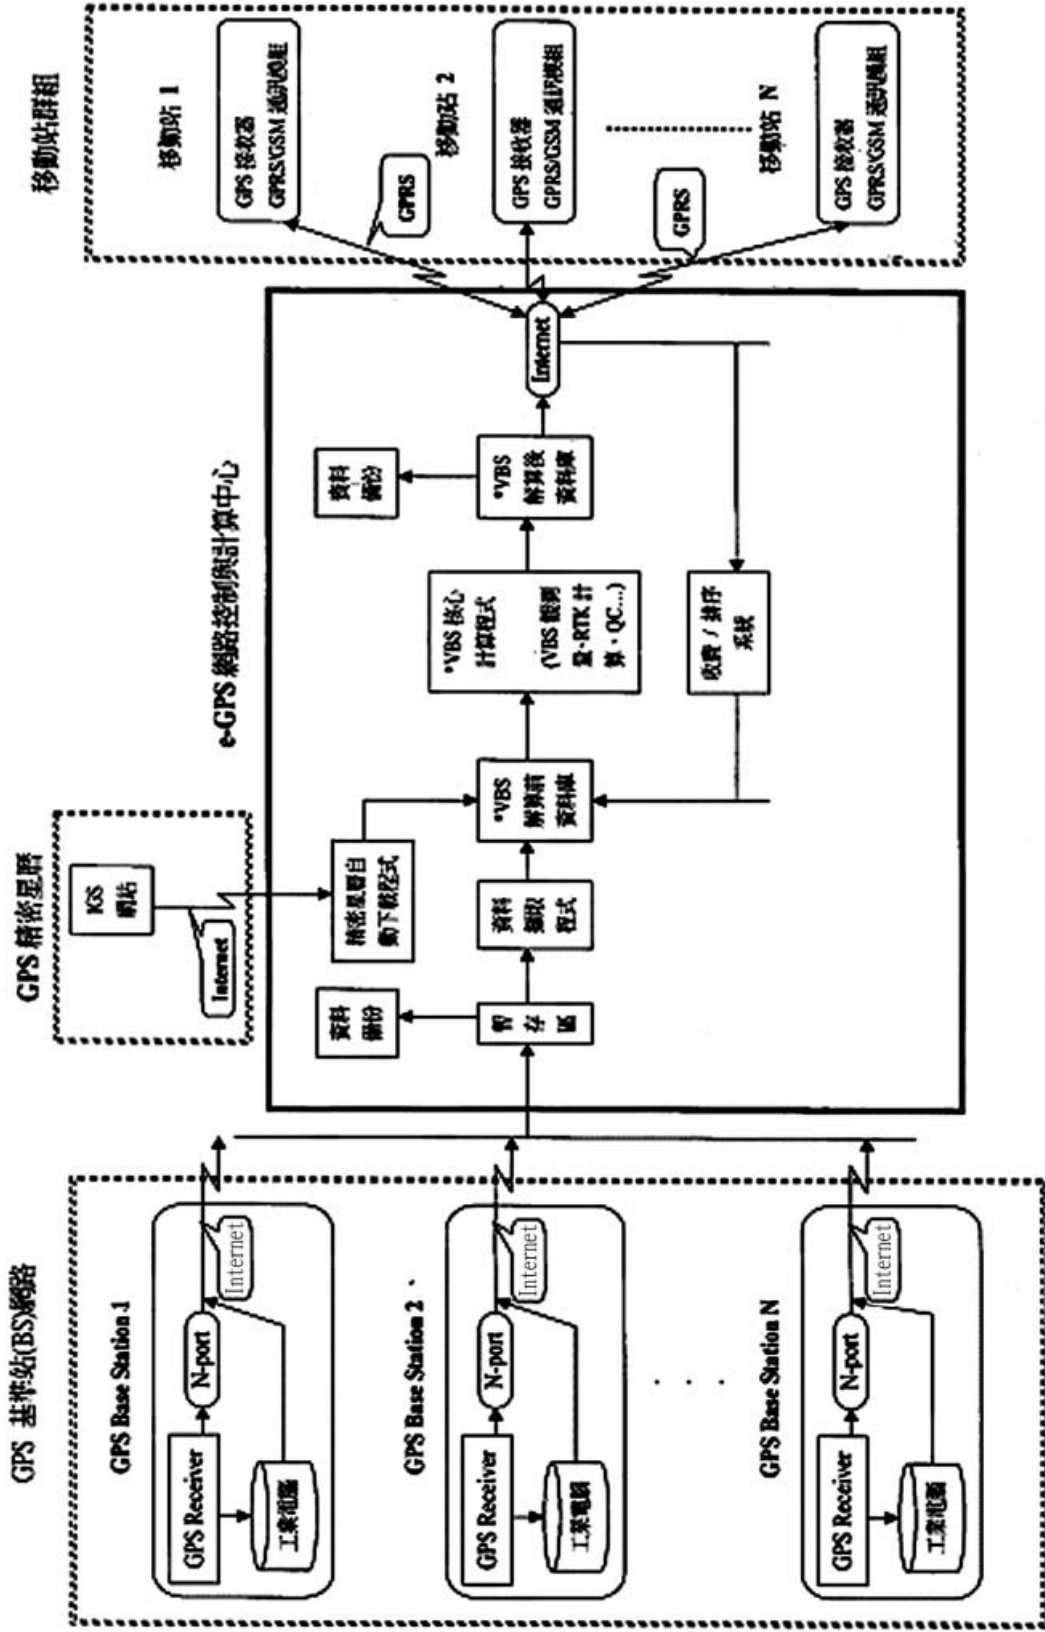 GPS 基準站(BS)網路
GPS Base Station 1
GPS Receiver
N-port
Internet
工業電腦
GPS Base Station 2 、
GPS Receiver
N-port
Internet
工業電腦
. . .
GPS Base Station N
GPS Receiver
N-port
Internet
工業電腦
GPS 精密星曆
IGS
網站
Internet
e-GPS 網路控制與計算中心
資料
備份
精密星曆自
動下載程式
暫
存
區
資料
擷取
程式
*VBS
解算前
資料庫
*VBS 核心
計算程式
(VBS 觀測
量、RTK 計
算、QC...)
資料
備份
*VBS
解算後
資料庫
Internet
收費 / 排序
系統
移動站群組
移動站 1
GPS 接收器
GPRS/GSM 通訊模組
GPRS
移動站 2
GPS 接收器
GPRS/GSM 通訊模組
GPRS
移動站 N
GPS 接收器
GPRS/GSM 通訊模組